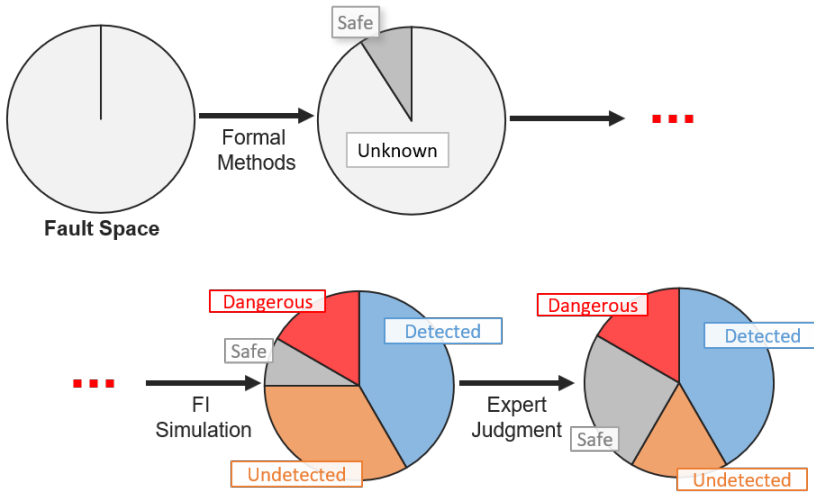 Safe
Formal
Methods
Unknown
Fault Space
Dangerous
Detected
Safe
FI
Simulation
Undetected
Expert
Judgment
Dangerous
Detected
Safe
Undetected